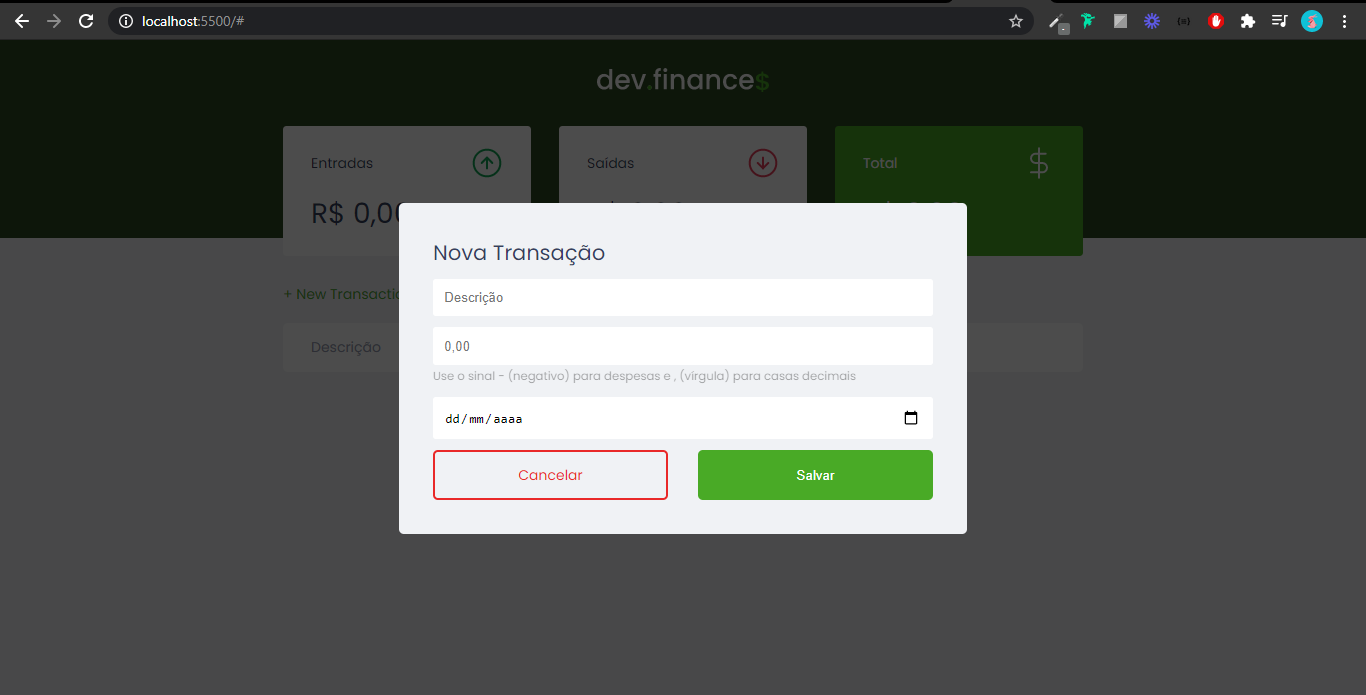 localhost:5500/#
dev.finance$
Entradas
Saídas
Total
$
R$ 0,00
Nova Transação
Descrição
+ New Transactio
0,00
Descrição
Use o sinal - (negativo) para despesas e , (vírgula) para casas decimais
dd/mm/aaaa
Cancelar
Salvar